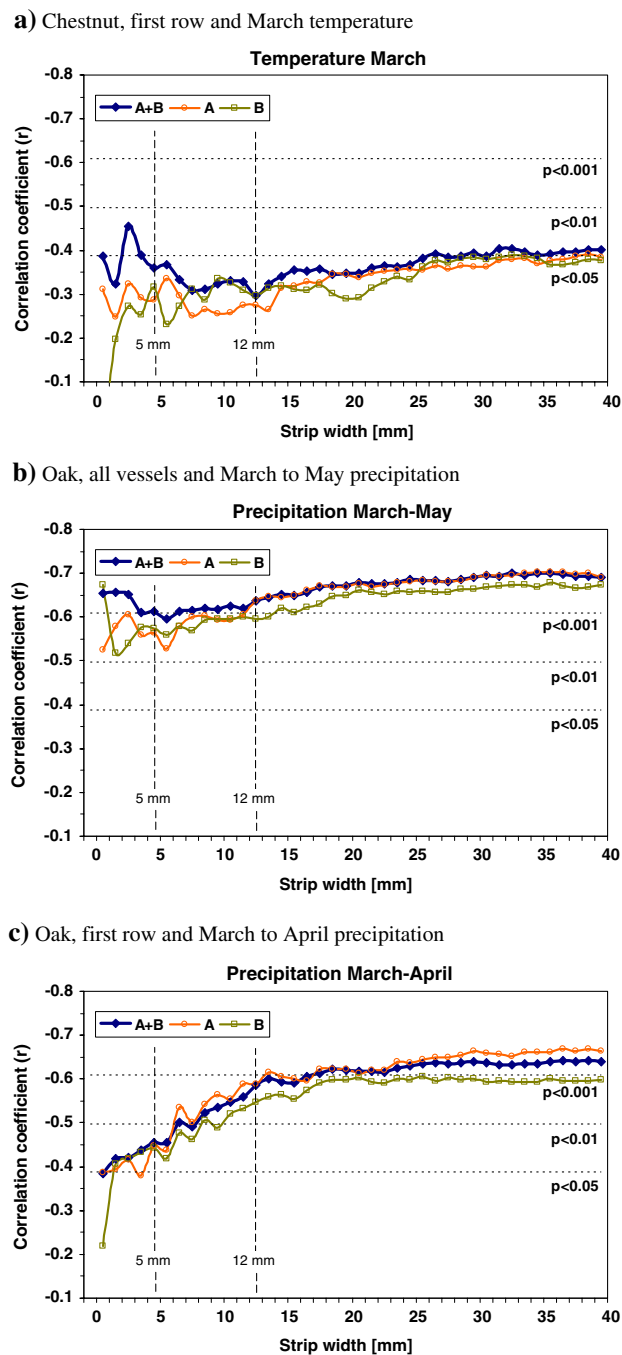 a) Chestnut, first row and March temperature
Temperature March
A+B A B
Correlation coefficient (r)
-0.8
-0.7
-0.6
-0.5
-0.4
-0.3
-0.2
-0.1
p<0.001
p<0.01
p<0.05
5 mm 12 mm
0 5 10 15 20 25 30 35 40
Strip width [mm]
b) Oak, all vessels and March to May precipitation
Precipitation March-May
A+B A B
Correlation coefficient (r)
-0.8
-0.7
-0.6
-0.5
-0.4
-0.3
-0.2
-0.1
p<0.001
p<0.01
p<0.05
5 mm 12 mm
0 5 10 15 20 25 30 35 40
Strip width [mm]
c) Oak, first row and March to April precipitation
Precipitation March-April
A+B A B
Correlation coefficient (r)
-0.8
-0.7
-0.6
-0.5
-0.4
-0.3
-0.2
-0.1
p<0.001
p<0.01
p<0.05
5 mm 12 mm
0 5 10 15 20 25 30 35 40
Strip width [mm]